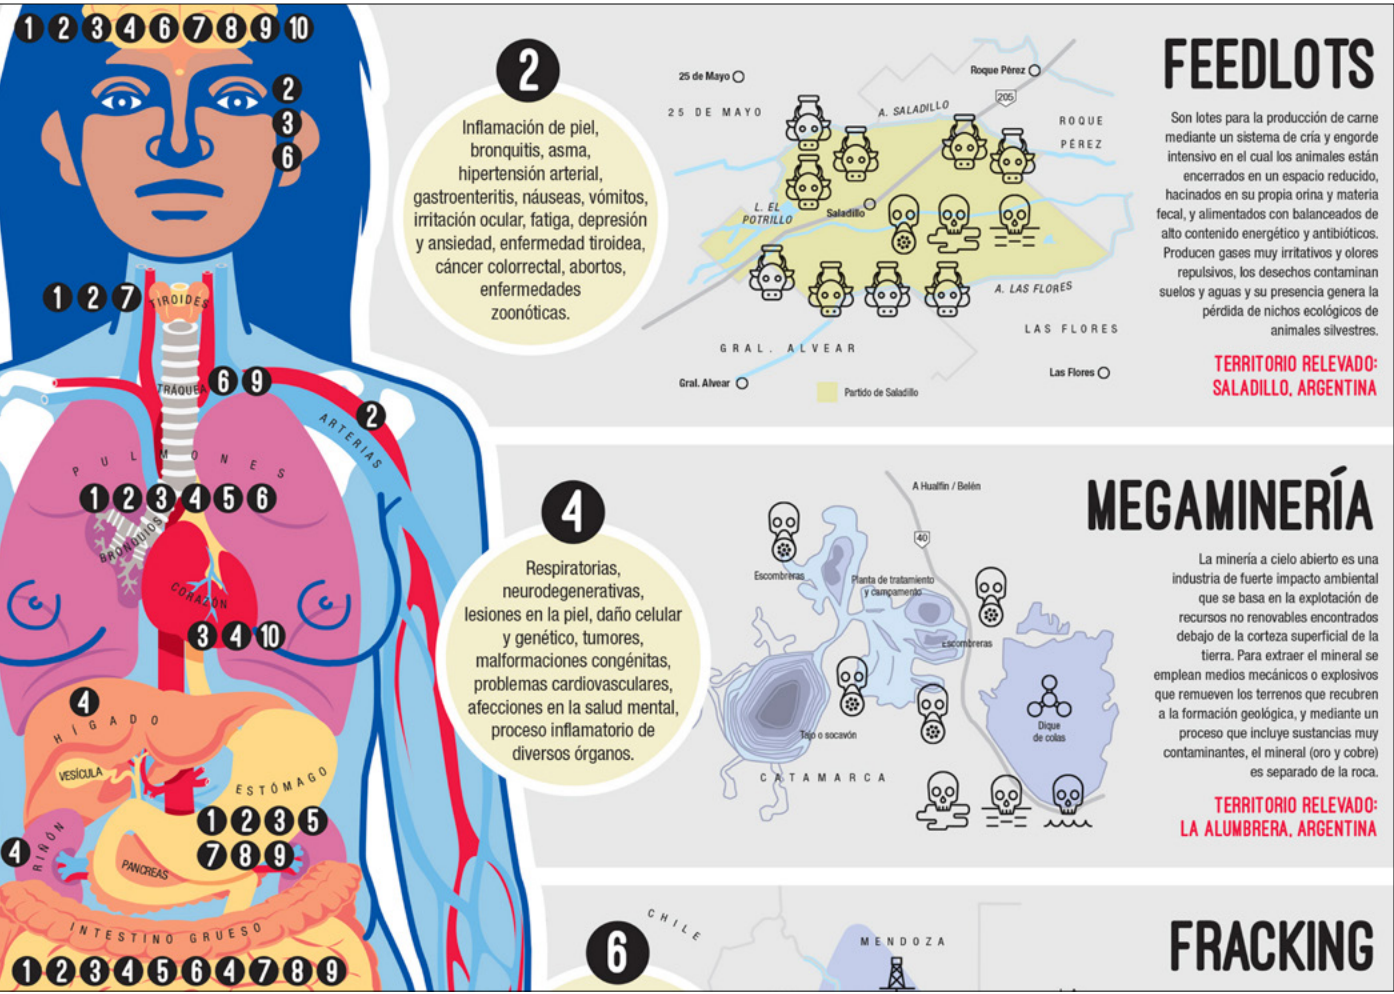 1 2 3 4 6 7 8 9 10
2
3
6
1 2 7
TIROIDES
TRÁQUEA
6 9
2
ARTERIAS
PULMONES
1 2 3 4 5 6
BRONQUIOS
CORAZÓN
3 4 10
4
HÍGADO
VESÍCULA
ESTÓMAGO
1 2 3 5
7 8 9
4
RIÑÓN
PANCREAS
INTESTINO GRUESO
1 2 3 4 5 6 4 7 8 9
2
Inflamación de piel,
bronquitis, asma,
hipertensión arterial,
gastroenteritis, náuseas, vómitos,
irritación ocular, fatiga, depresión
y ansiedad, enfermedad tiroidea,
cáncer colorrectal, abortos,
enfermedades
zoonóticas.
25 de Mayo
25 DE MAYO
Roque Pérez
205
A. SALADILLO
ROQUE
PÉREZ
L. EL
POTRILLO
Saladillo
A. LAS FLORES
LAS FLORES
GRAL. ALVEAR
Gral. Alvear
Las Flores
Partido de Saladillo
FEEDLOTS
Son lotes para la producción de carne
mediante un sistema de cría y engorde
intensivo en el cual los animales están
encerrados en un espacio reducido,
hacinados en su propia orina y materia
fecal, y alimentados con balanceados de
alto contenido energético y antibióticos.
Producen gases muy irritativos y olores
repulsivos, los desechos contaminan
suelos y aguas y su presencia genera la
pérdida de nichos ecológicos de
animales silvestres.
TERRITORIO RELEVADO:
SALADILLO, ARGENTINA
4
Respiratorias,
neurodegenerativas,
lesiones en la piel, daño celular
y genético, tumores,
malformaciones congénitas,
problemas cardiovasculares,
afecciones en la salud mental,
proceso inflamatorio de
diversos órganos.
A Hualfin / Belén
40
Escombreras
Planta de tratamiento
y campamento
Escombreras
Tajo o socavón
Dique
de colas
CATAMARCA
MEGAMINERÍA
La minería a cielo abierto es una
industria de fuerte impacto ambiental
que se basa en la explotación de
recursos no renovables encontrados
debajo de la corteza superficial de la
tierra. Para extraer el mineral se
emplean medios mecánicos o explosivos
que remueven los terrenos que recubren
a la formación geológica, y mediante un
proceso que incluye sustancias muy
contaminantes, el mineral (oro y cobre)
es separado de la roca.
TERRITORIO RELEVADO:
LA ALUMBRERA, ARGENTINA
6
CHILE
MENDOZA
FRACKING